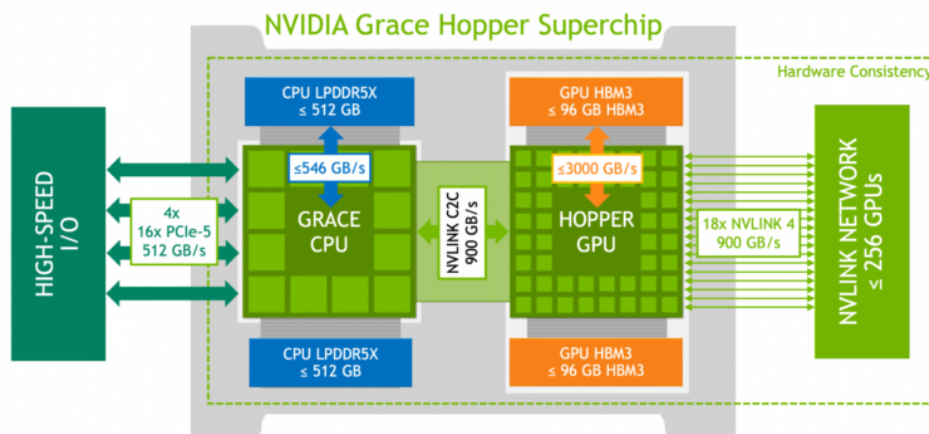 NVIDIA Grace Hopper Superchip
Hardware Consistency
CPU LPDDR5X
≤ 512 GB
GPU HBM3
≤ 96 GB HBM3
HIGH-SPEED
I/O
4x
16x PCIe-5
512 GB/s
≤546 GB/s
GRACE
CPU
NVLINK C2C
900 GB/s
≤3000 GB/s
HOPPER
GPU
18x NVLINK 4
900 GB/s
NVLINK NETWORK
≤ 256 GPUs
CPU LPDDR5X
≤ 512 GB
GPU HBM3
≤ 96 GB HBM3